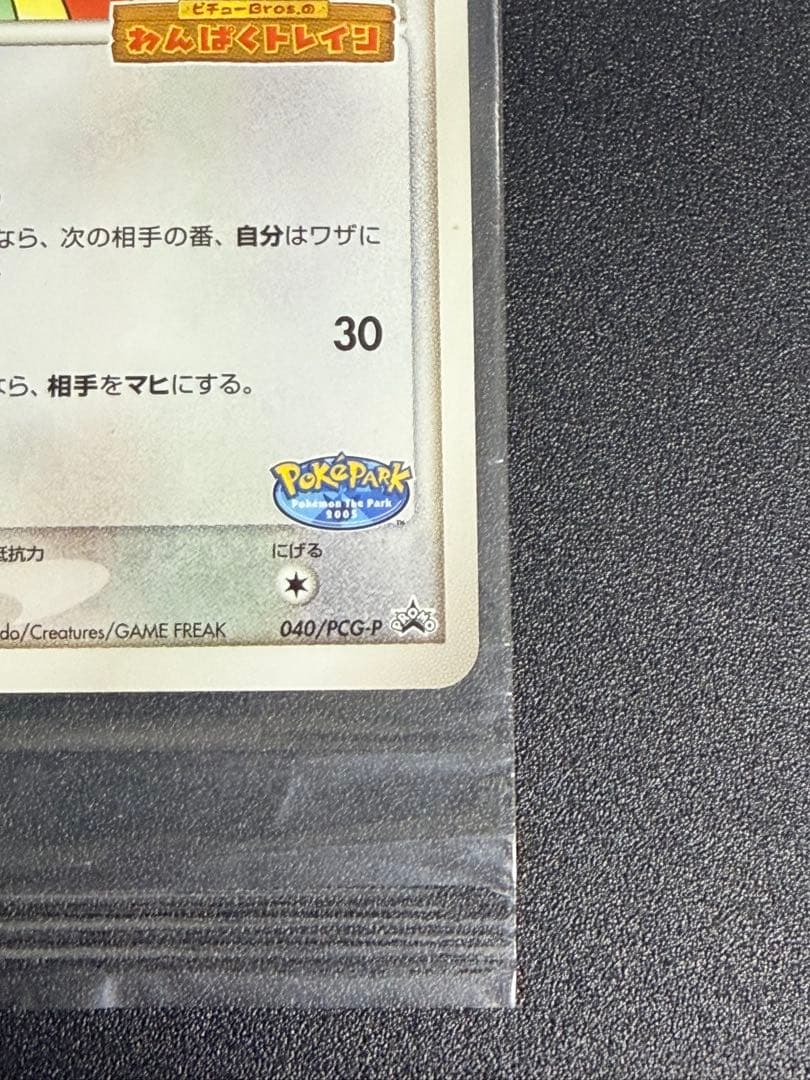 ピチューBros.の
わんぱくトレイン
なら、次の相手の番、自分はワザに
30
なら、相手をマヒにする。
POKéPARK
Pokémon The Park
2005
TM
抵抗力
にげる
do/Creatures/GAME FREAK
040/PCG-P
PROMO